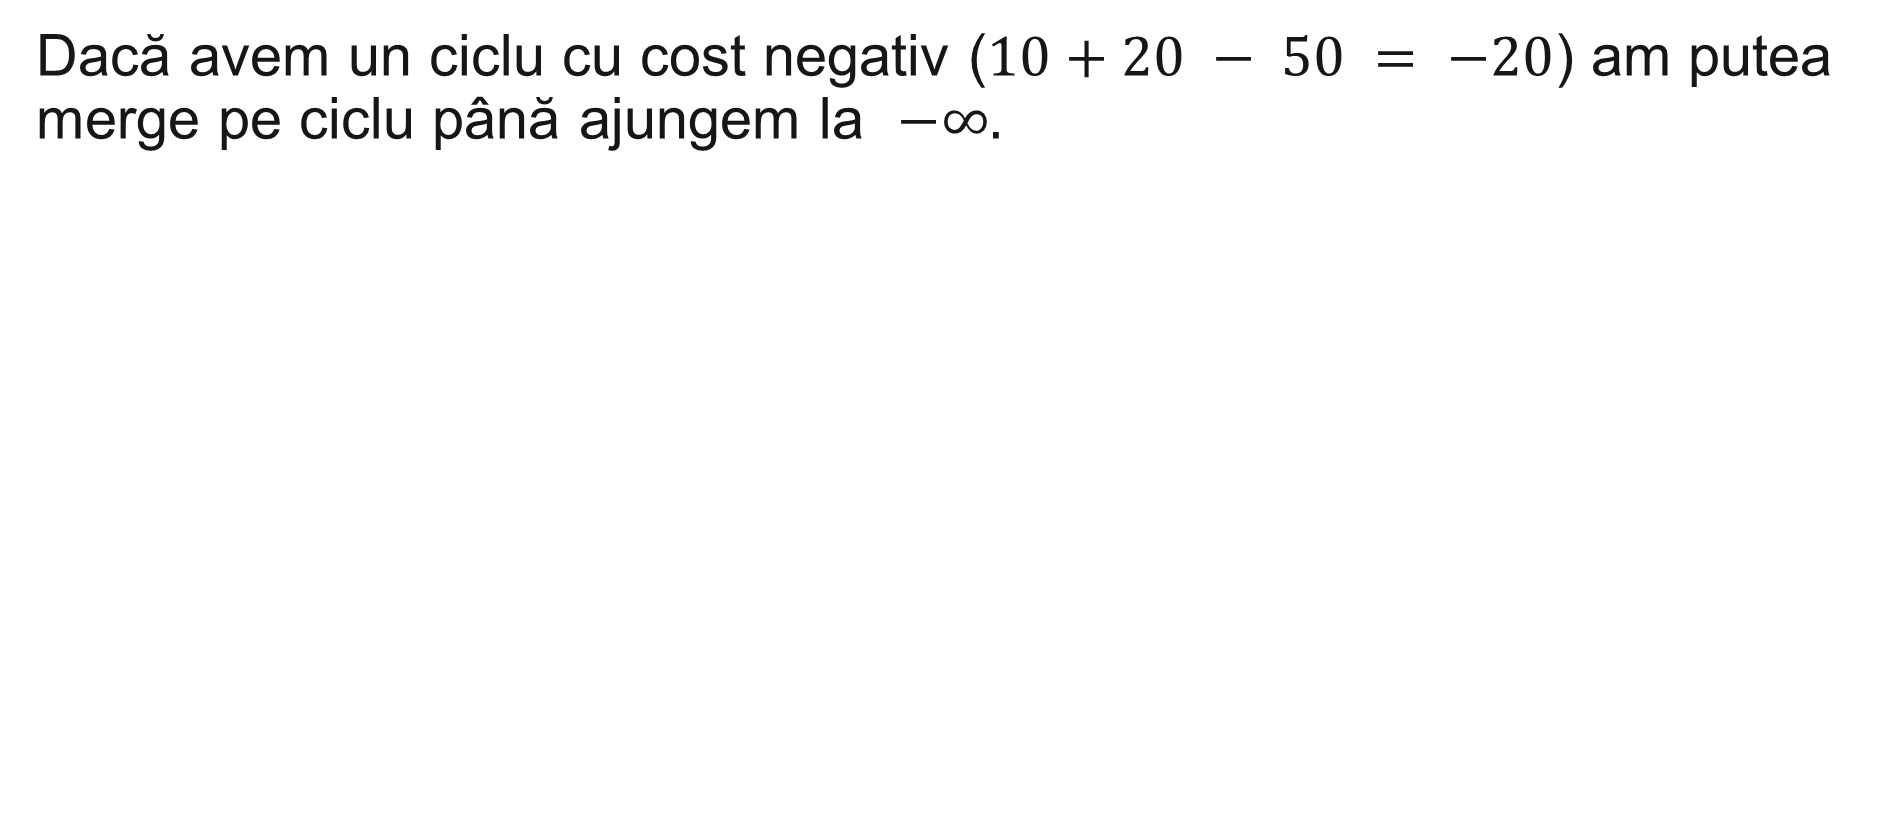 Dacă avem un ciclu cu cost negativ (10 + 20 − 50 = −20) am putea
merge pe ciclu până ajungem la −∞.